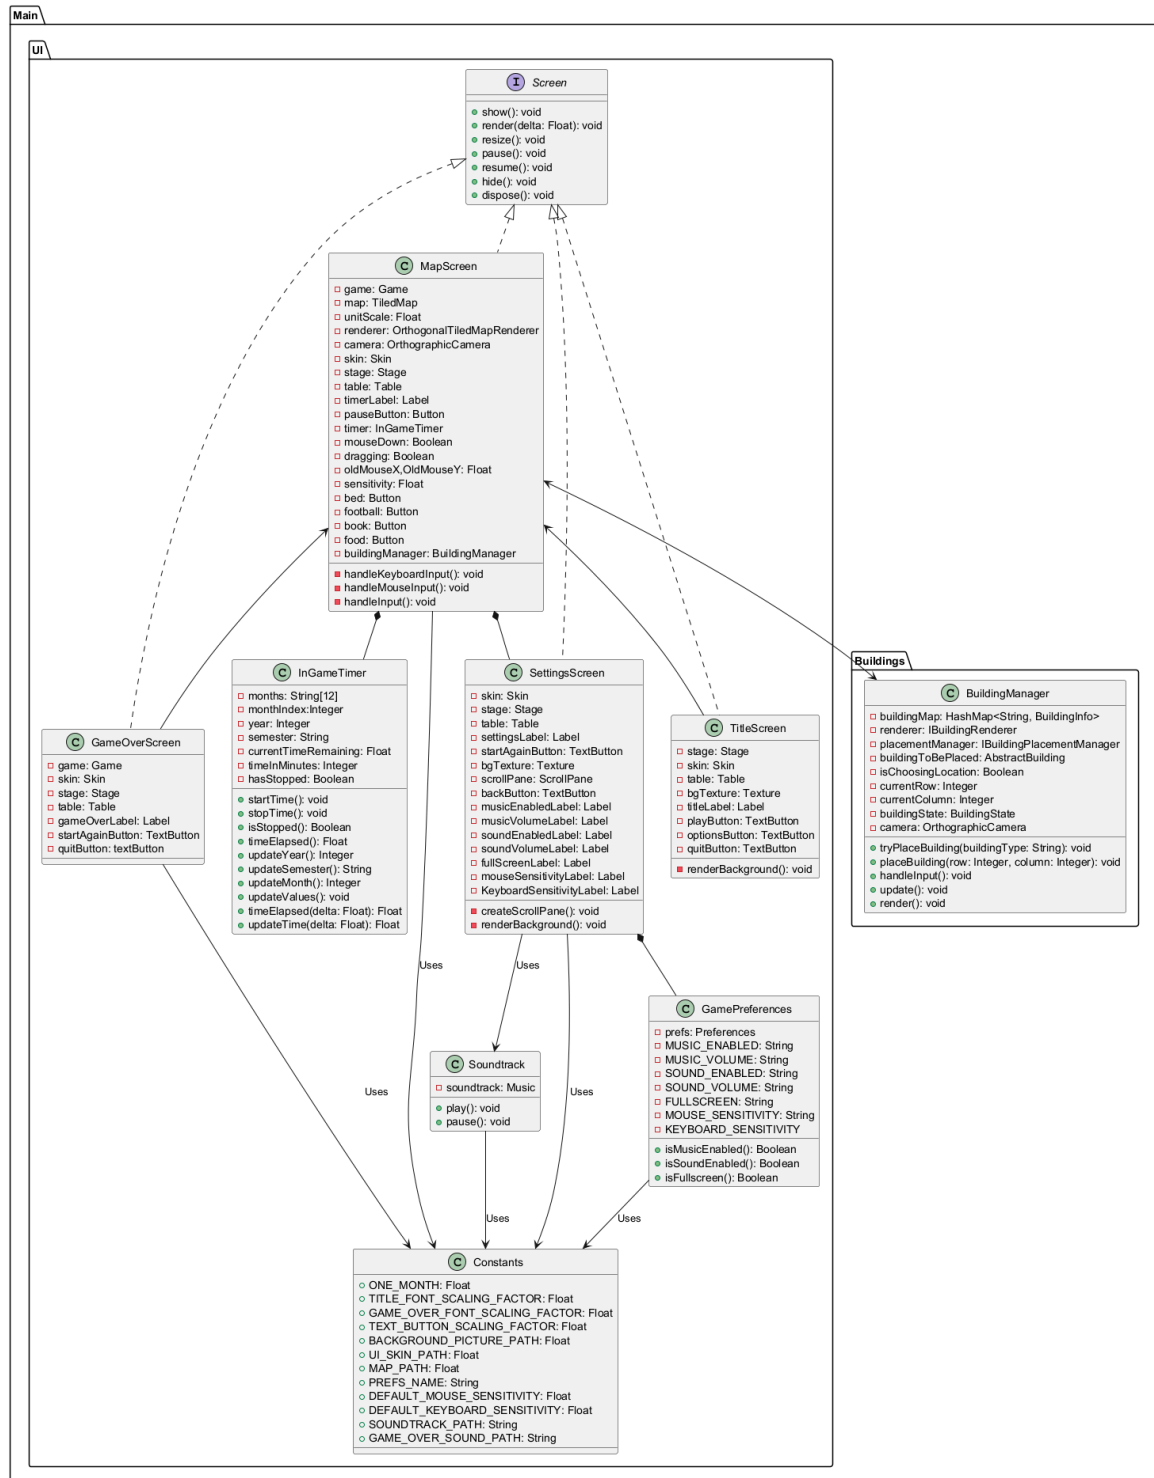 Main
UI
I Screen
show(): void
render(delta: Float): void
resize(): void
pause(): void
resume(): void
hide(): void
dispose(): void
C MapScreen
game: Game
map: TiledMap
unitScale: Float
renderer: OrthogonalTiledMapRenderer
camera: OrthographicCamera
skin: Skin
stage: Stage
table: Table
timerLabel: Label
pauseButton: Button
timer: InGameTimer
mouseDown: Boolean
dragging: Boolean
oldMouseX,OldMouseY: Float
sensitivity: Float
bed: Button
football: Button
book: Button
food: Button
buildingManager: BuildingManager
handleKeyboardInput(): void
handleMouseInput(): void
handleInput(): void
C GameOverScreen
game: Game
skin: Skin
stage: Stage
table: Table
gameOverLabel: Label
startAgainButton: TextButton
quitButton: textButton
C InGameTimer
months: String[12]
monthIndex:Integer
year: Integer
semester: String
currentTimeRemaining: Float
timeInMinutes: Integer
hasStopped: Boolean
startTime(): void
stopTime(): void
isStopped(): Boolean
timeElapsed(): Float
updateYear(): Integer
updateSemester(): String
updateMonth(): Integer
updateValues(): void
timeElapsed(delta: Float): Float
updateTime(delta: Float): Float
C SettingsScreen
skin: Skin
stage: Stage
table: Table
settingsLabel: Label
startAgainButton: TextButton
bgTexture: Texture
scrollPane: ScrollPane
backButton: TextButton
musicEnabledLabel: Label
musicVolumeLabel: Label
soundEnabledLabel: Label
soundVolumeLabel: Label
fullScreenLabel: Label
mouseSensitivityLabel: Label
KeyboardSensitivityLabel: Label
createScrollPane(): void
renderBackground(): void
C TitleScreen
stage: Stage
skin: Skin
table: Table
bgTexture: Texture
titleLabel: Label
playButton: TextButton
optionsButton: TextButton
quitButton: TextButton
renderBackground(): void
Buildings
C BuildingManager
buildingMap: HashMap<String, BuildingInfo>
renderer: IBuildingRenderer
placementManager: IBuildingPlacementManager
buildingToBePlaced: AbstractBuilding
isChoosingLocation: Boolean
currentRow: Integer
currentColumn: Integer
buildingState: BuildingState
camera: OrthographicCamera
tryPlaceBuilding(buildingType: String): void
placeBuilding(row: Integer, column: Integer): void
handleInput(): void
update(): void
render(): void
Uses
Uses
C GamePreferences
prefs: Preferences
MUSIC_ENABLED: String
MUSIC_VOLUME: String
SOUND_ENABLED: String
SOUND_VOLUME: String
FULLSCREEN: String
MOUSE_SENSITIVITY: String
KEYBOARD_SENSITIVITY
isMusicEnabled(): Boolean
isSoundEnabled(): Boolean
isFullscreen(): Boolean
C Soundtrack
soundtrack: Music
play(): void
pause(): void
Uses
Uses
Uses
Uses
C Constants
ONE_MONTH: Float
TITLE_FONT_SCALING_FACTOR: Float
GAME_OVER_FONT_SCALING_FACTOR: Float
TEXT_BUTTON_SCALING_FACTOR: Float
BACKGROUND_PICTURE_PATH: Float
UI_SKIN_PATH: Float
MAP_PATH: Float
PREFS_NAME: String
DEFAULT_MOUSE_SENSITIVITY: Float
DEFAULT_KEYBOARD_SENSITIVITY: Float
SOUNDTRACK_PATH: String
GAME_OVER_SOUND_PATH: String